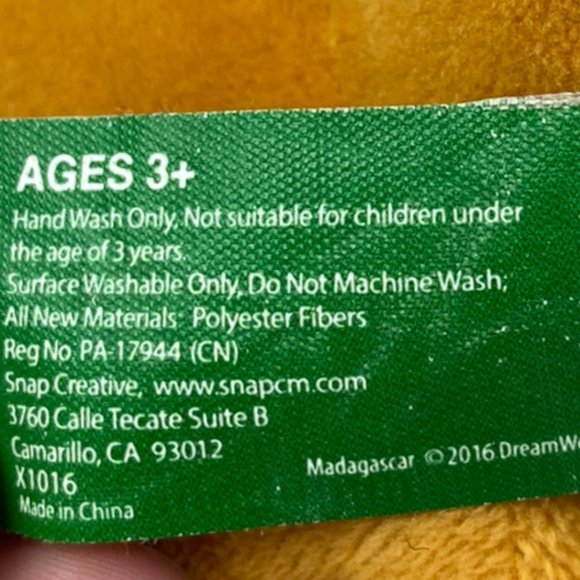 AGES 3+
Hand Wash Only, Not suitable for children under
the age of 3 years.
Surface Washable Only, Do Not Machine Wash;
All New Materials Polyester Fibers
Reg No PA-17944 (CN)
Snap Creative, www.snapcm.com
3760 Calle Tecate Suite B
Camarillo, CA 93012
X1016
Madagascar ©2016 DreamWo
Made in China